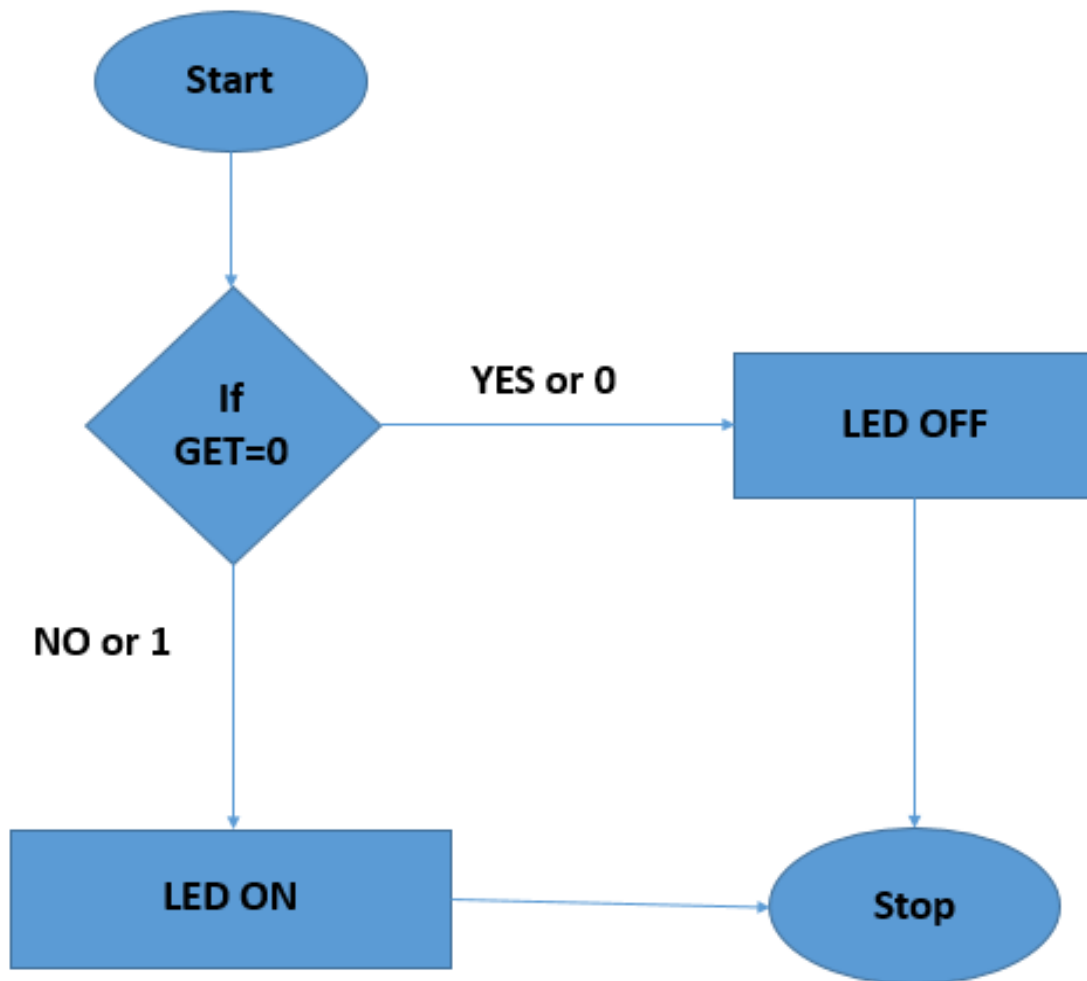 Start
If
GET=0
YES or 0
LED OFF
NO or 1
LED ON
Stop